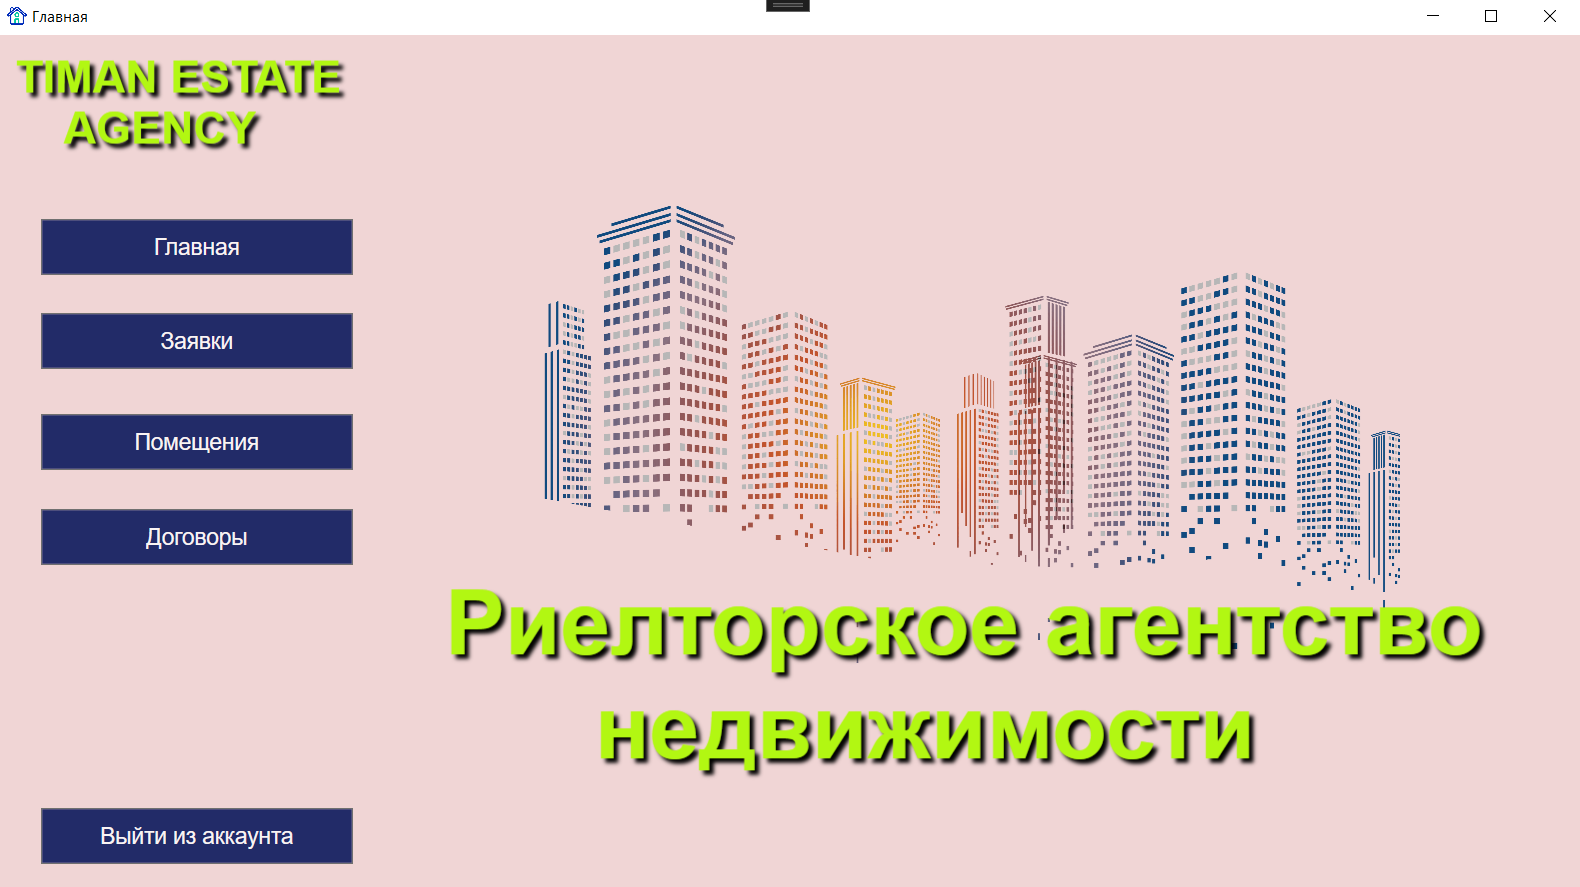 Главная
TIMAN ESTATE
AGENCY
Главная
Заявки
Помещения
Договоры
Риелторское агентство
недвижимости
Выйти из аккаунта